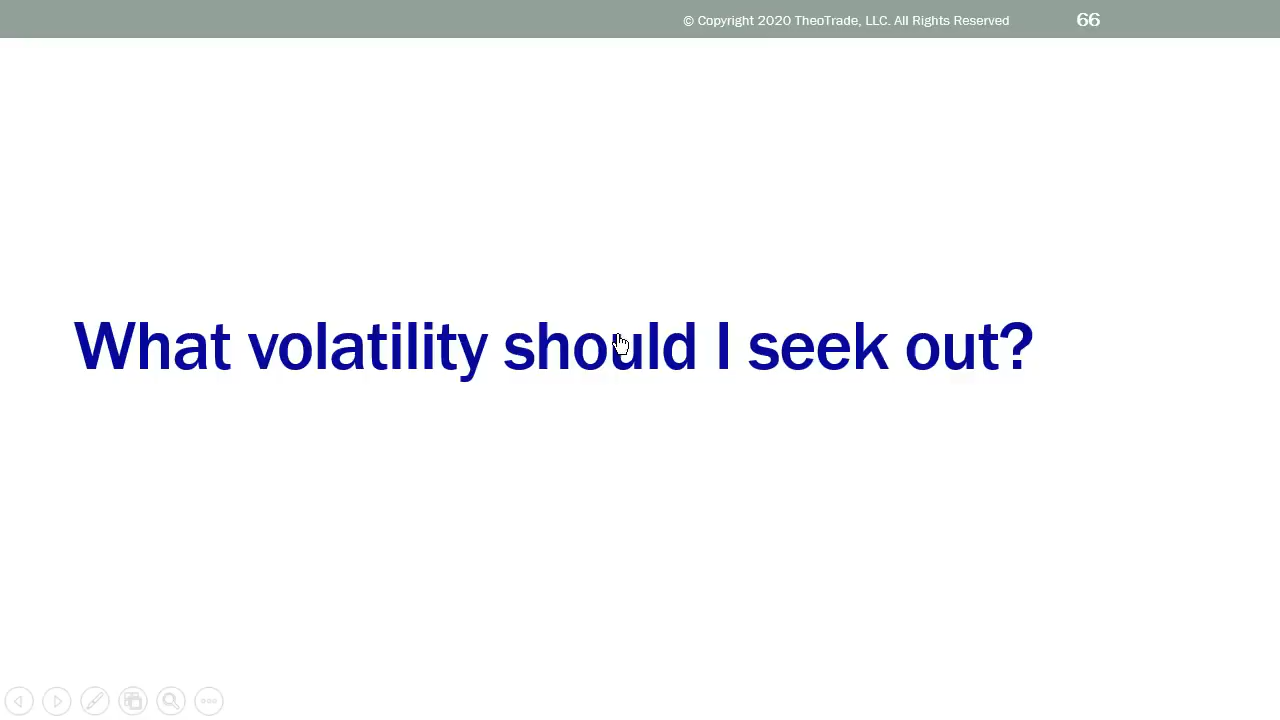 © Copyright 2020 TheoTrade, LLC. All Rights Reserved 66
What volatility should I seek out?